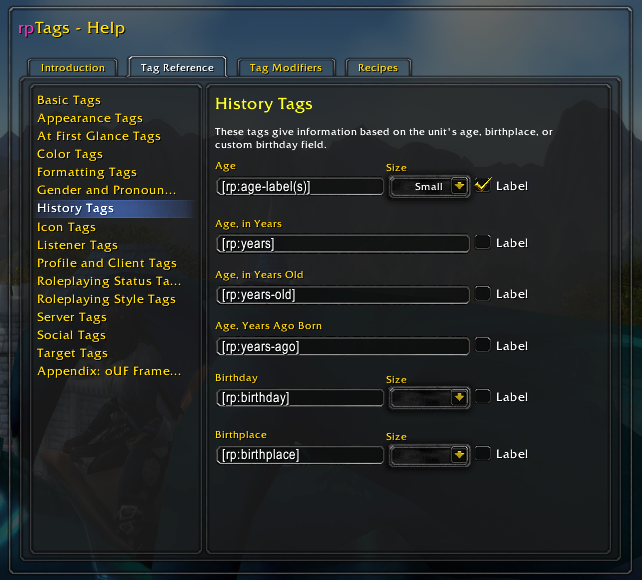 rpTags - Help
Introduction
Tag Reference
Tag Modifiers
Recipes
Basic Tags
Appearance Tags
At First Glance Tags
Color Tags
Formatting Tags
Gender and Pronoun...
History Tags
Icon Tags
Listener Tags
Profile and Client Tags
Roleplaying Status Ta...
Roleplaying Style Tags
Server Tags
Social Tags
Target Tags
Appendix: oUF Frame...
History Tags
These tags give information based on the unit's age, birthplace, or
custom birthday field.
Age
Size
[rp:age-label(s)]
Small
Label
Age, in Years
[rp:years]
Label
Age, in Years Old
[rp:years-old]
Label
Age, Years Ago Born
[rp:years-ago]
Label
Birthday
Size
[rp:birthday]
Label
Birthplace
Size
[rp:birthplace]
Label